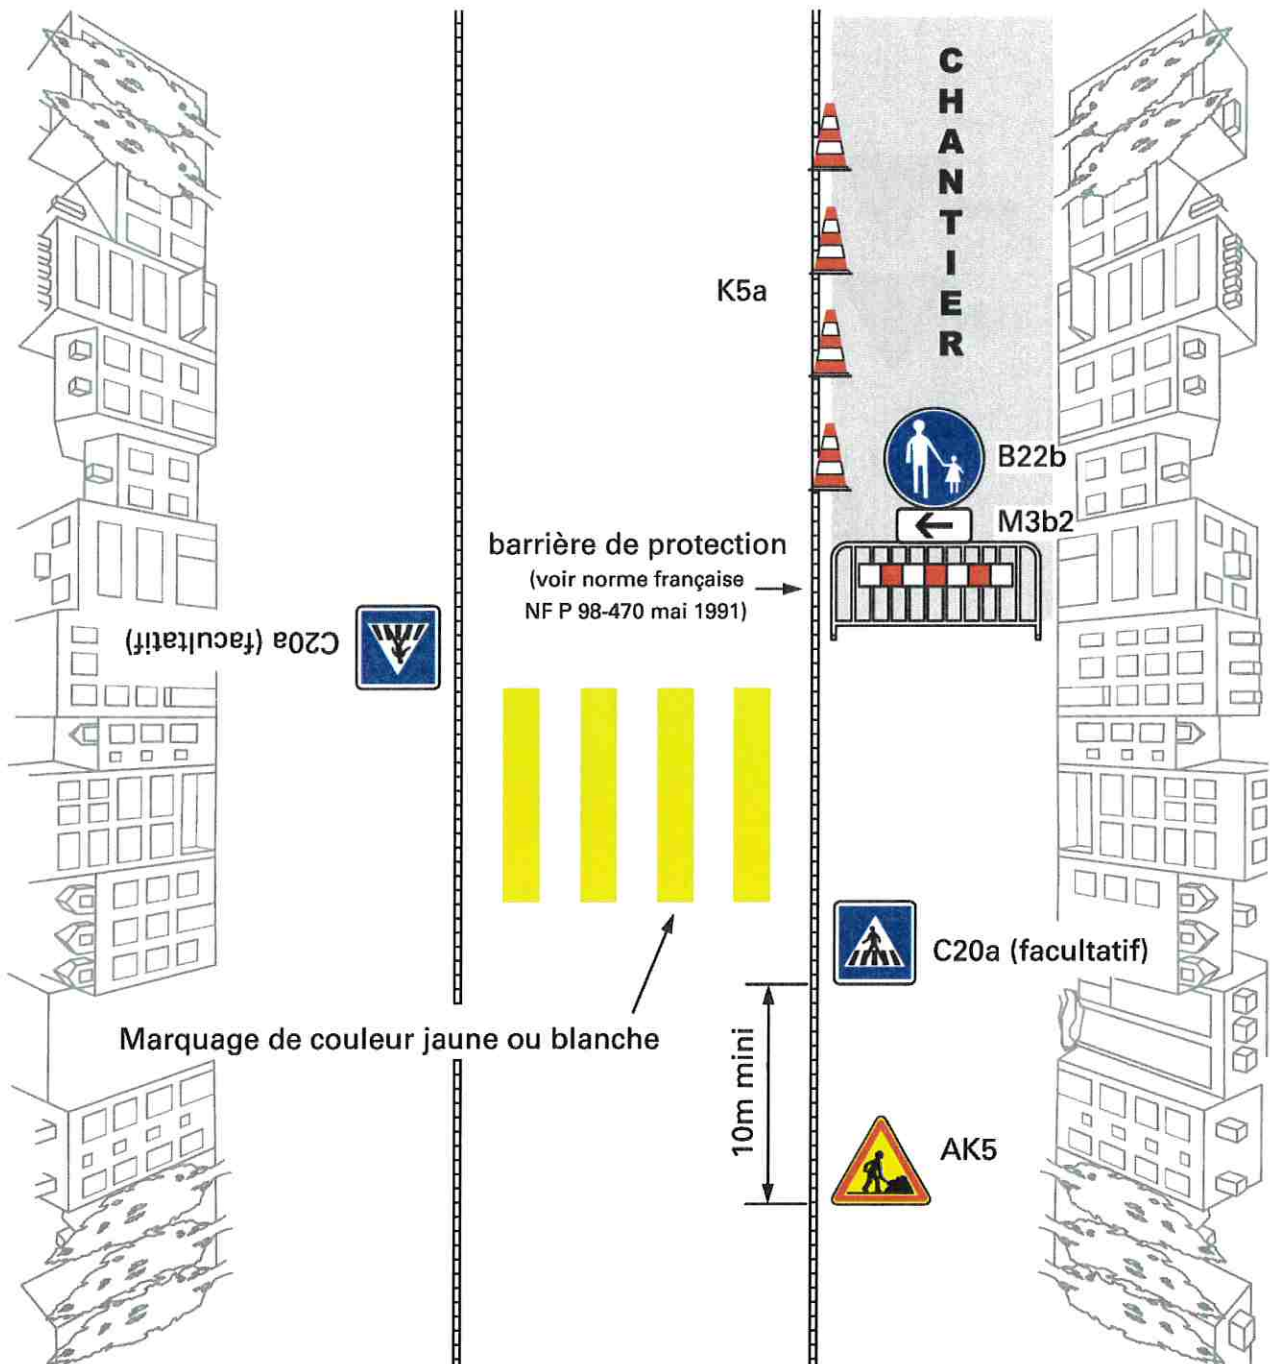 CHANTIER
K5a
B22b
M3b2
barrière de protection
(voir norme française
NF P 98-470 mai 1991)
C20a (facultatif)
C20a (facultatif)
Marquage de couleur jaune ou blanche
10m mini
AK5